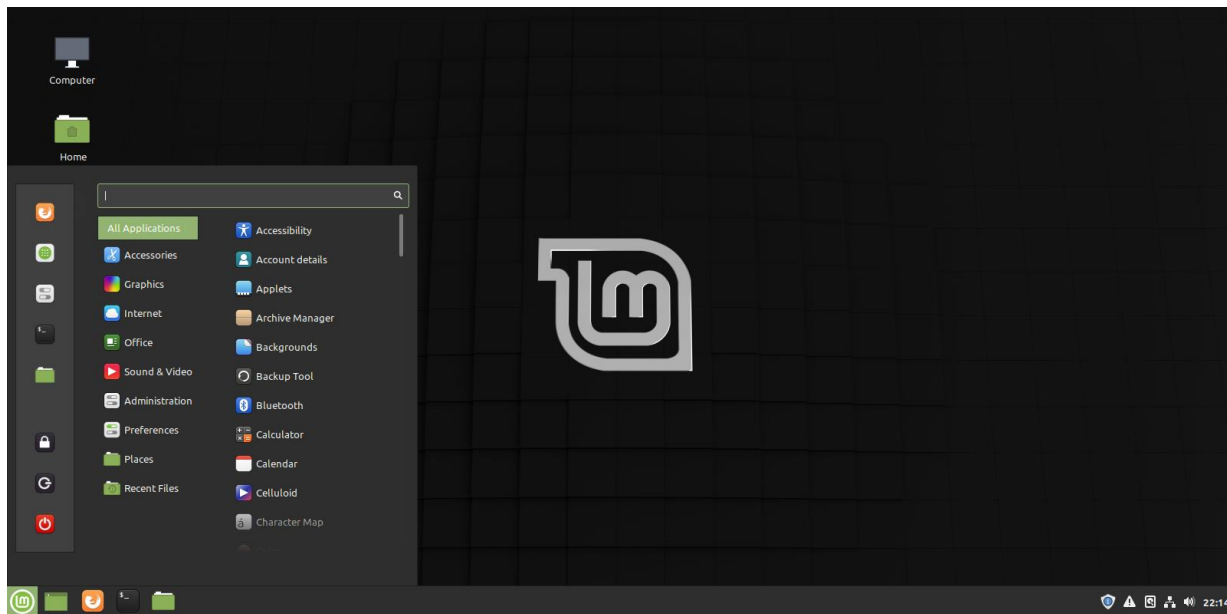 Computer
Home
All Applications
Accessories
Graphics
Internet
Office
Sound & Video
Administration
Preferences
Places
Recent Files
Accessibility
Account details
Applets
Archive Manager
Backgrounds
Backup Tool
Bluetooth
Calculator
Calendar
Celluloid
Character Map
lm
22:14